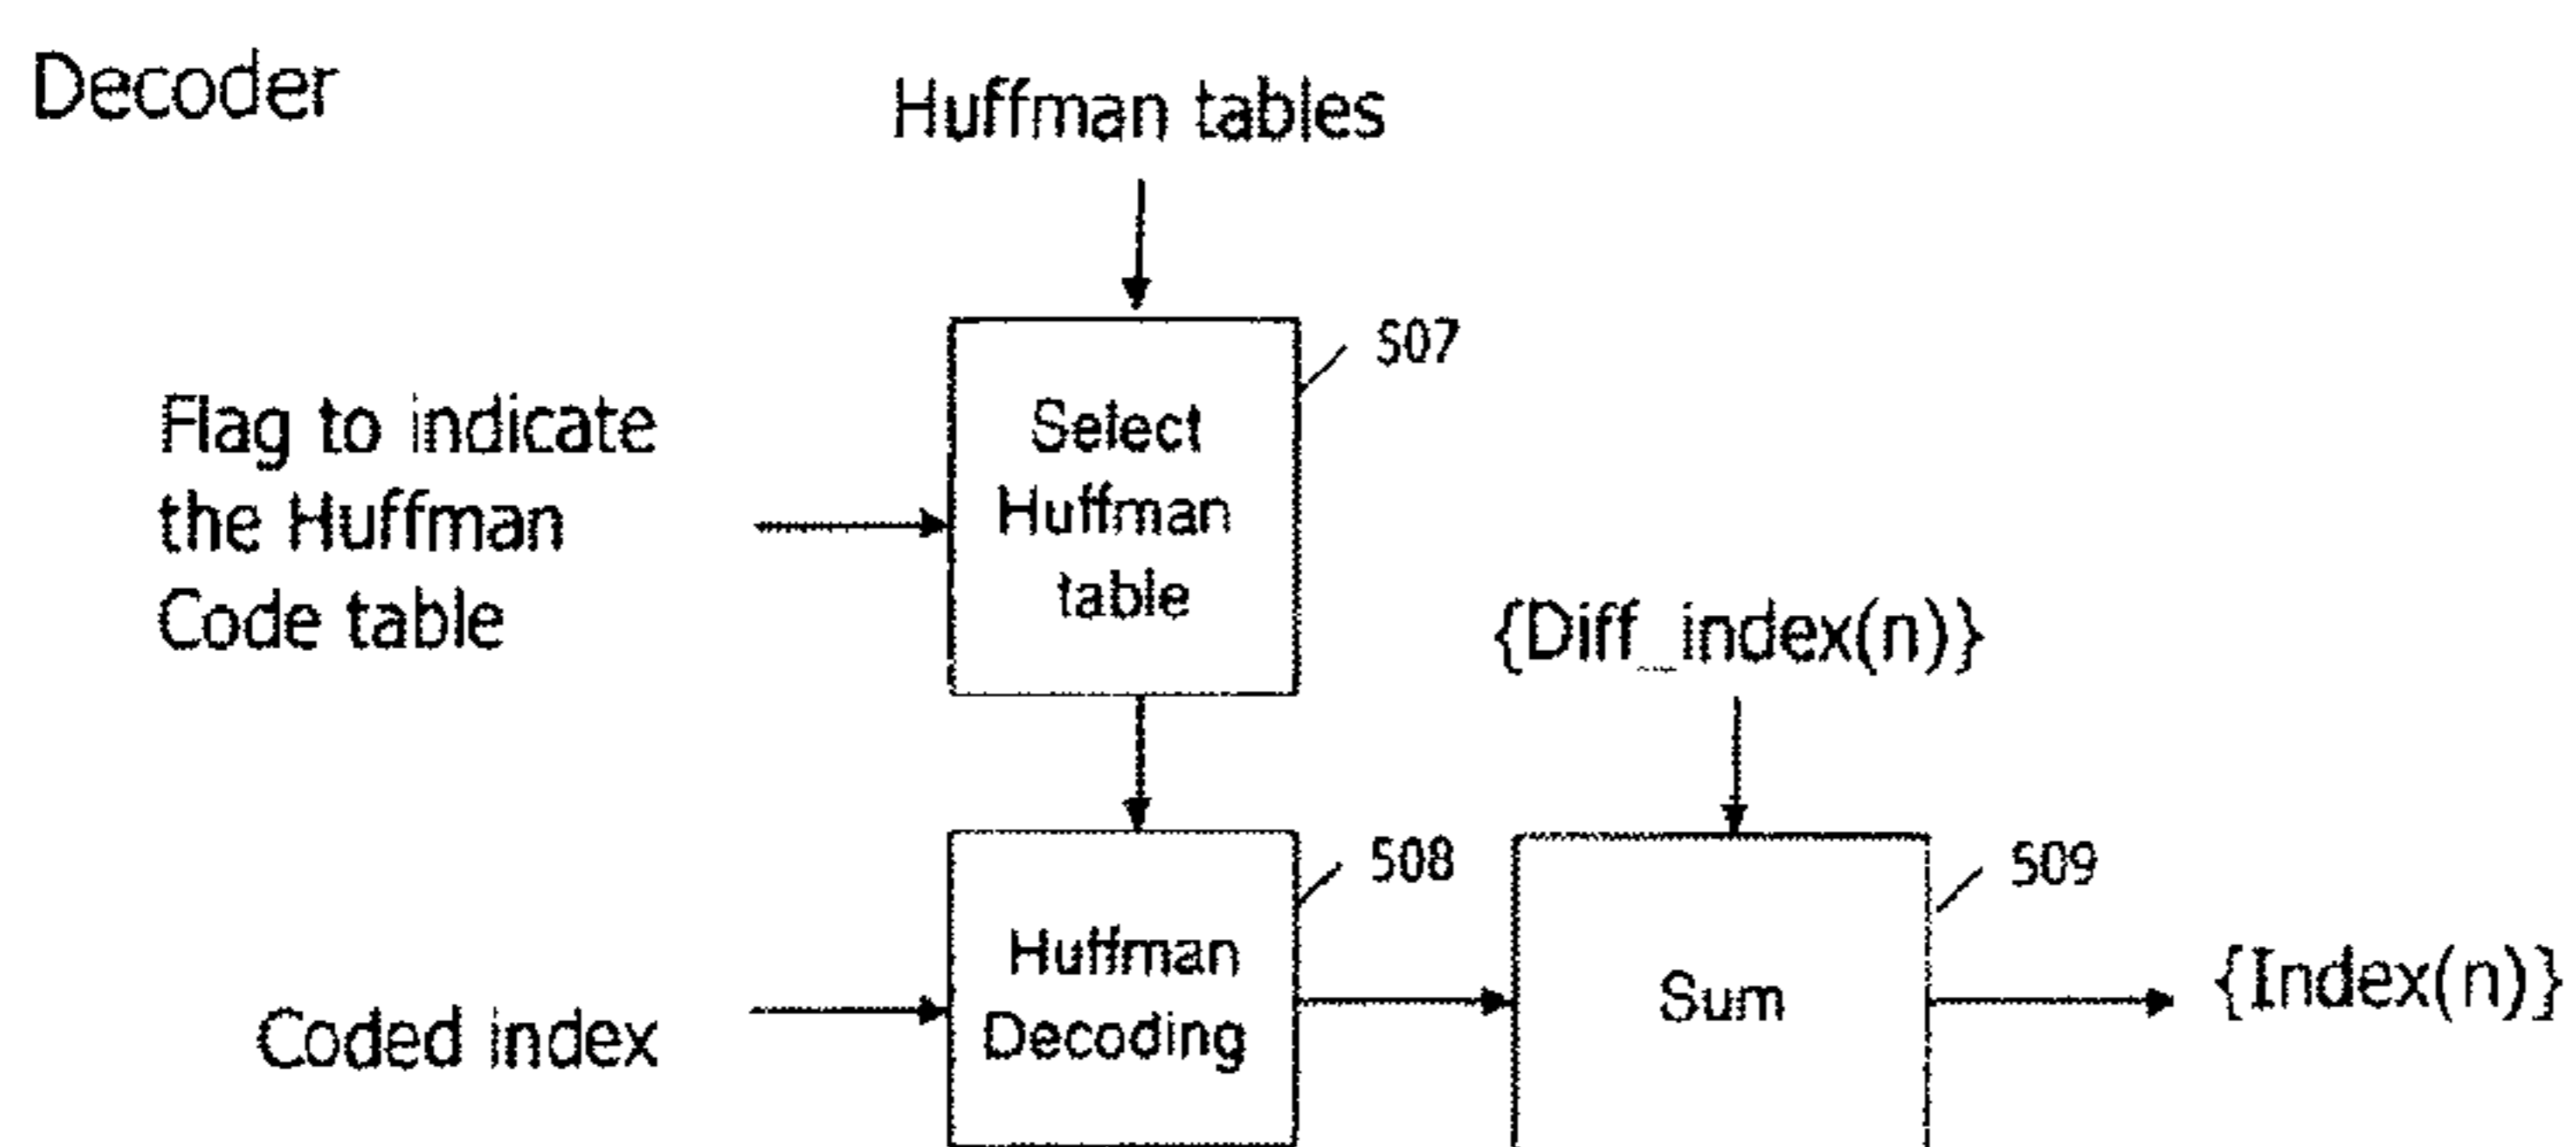 Decoder
Huffman tables
507
Select
Huffman
table
Flag to indicate
the Huffman
Code table
{Diff_index(n)}
508
Huffman
Decoding
509
Sum
{Index(n)}
Coded index